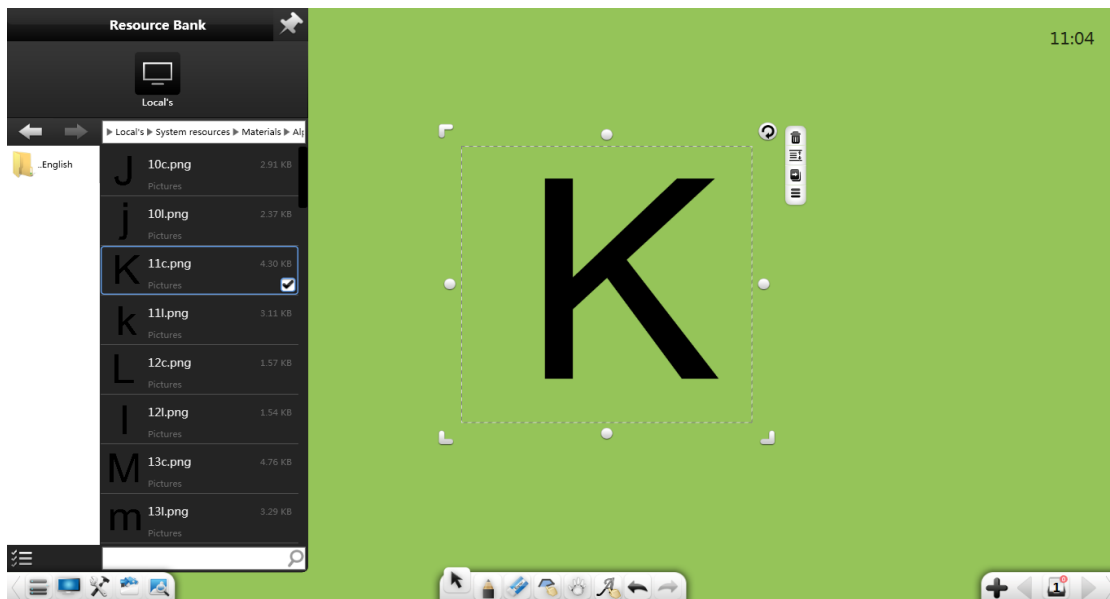 Resource Bank
11:04
Local's
Local's System resources Materials
..English
J 10c.png 2.91 KB
Pictures
j 10l.png 2.37 KB
Pictures
K 11c.png 4.30 KB
Pictures
k 11l.png 3.11 KB
Pictures
L 12c.png 1.57 KB
Pictures
l 12l.png 1.54 KB
Pictures
M 13c.png 4.76 KB
Pictures
m 13l.png 3.29 KB
Pictures
K
1